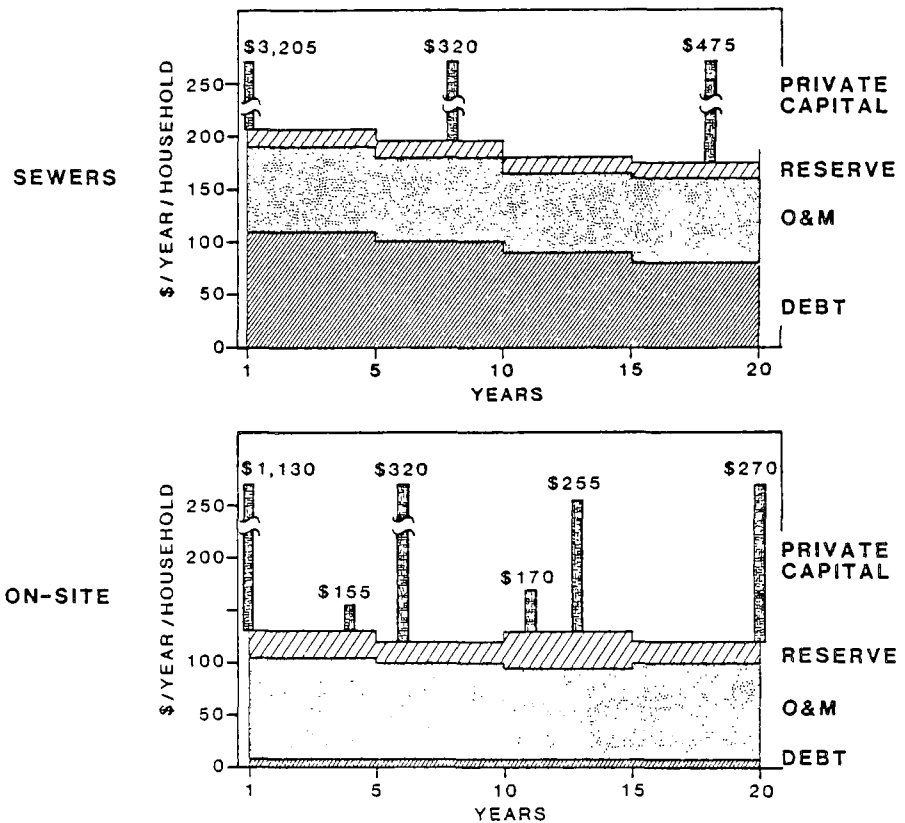 SEWERS
$/YEAR/HOUSEHOLD
250
200
150
100
50
0
$3,205
$320
$475
PRIVATE
CAPITAL
RESERVE
O&M
DEBT
1
5
10
15
20
YEARS
ON-SITE
$/YEAR/HOUSEHOLD
250
200
100
50
0
$1,130
$155
$320
$170
$255
$270
PRIVATE
CAPITAL
RESERVE
O&M
DEBT
1
5
10
15
20
YEARS